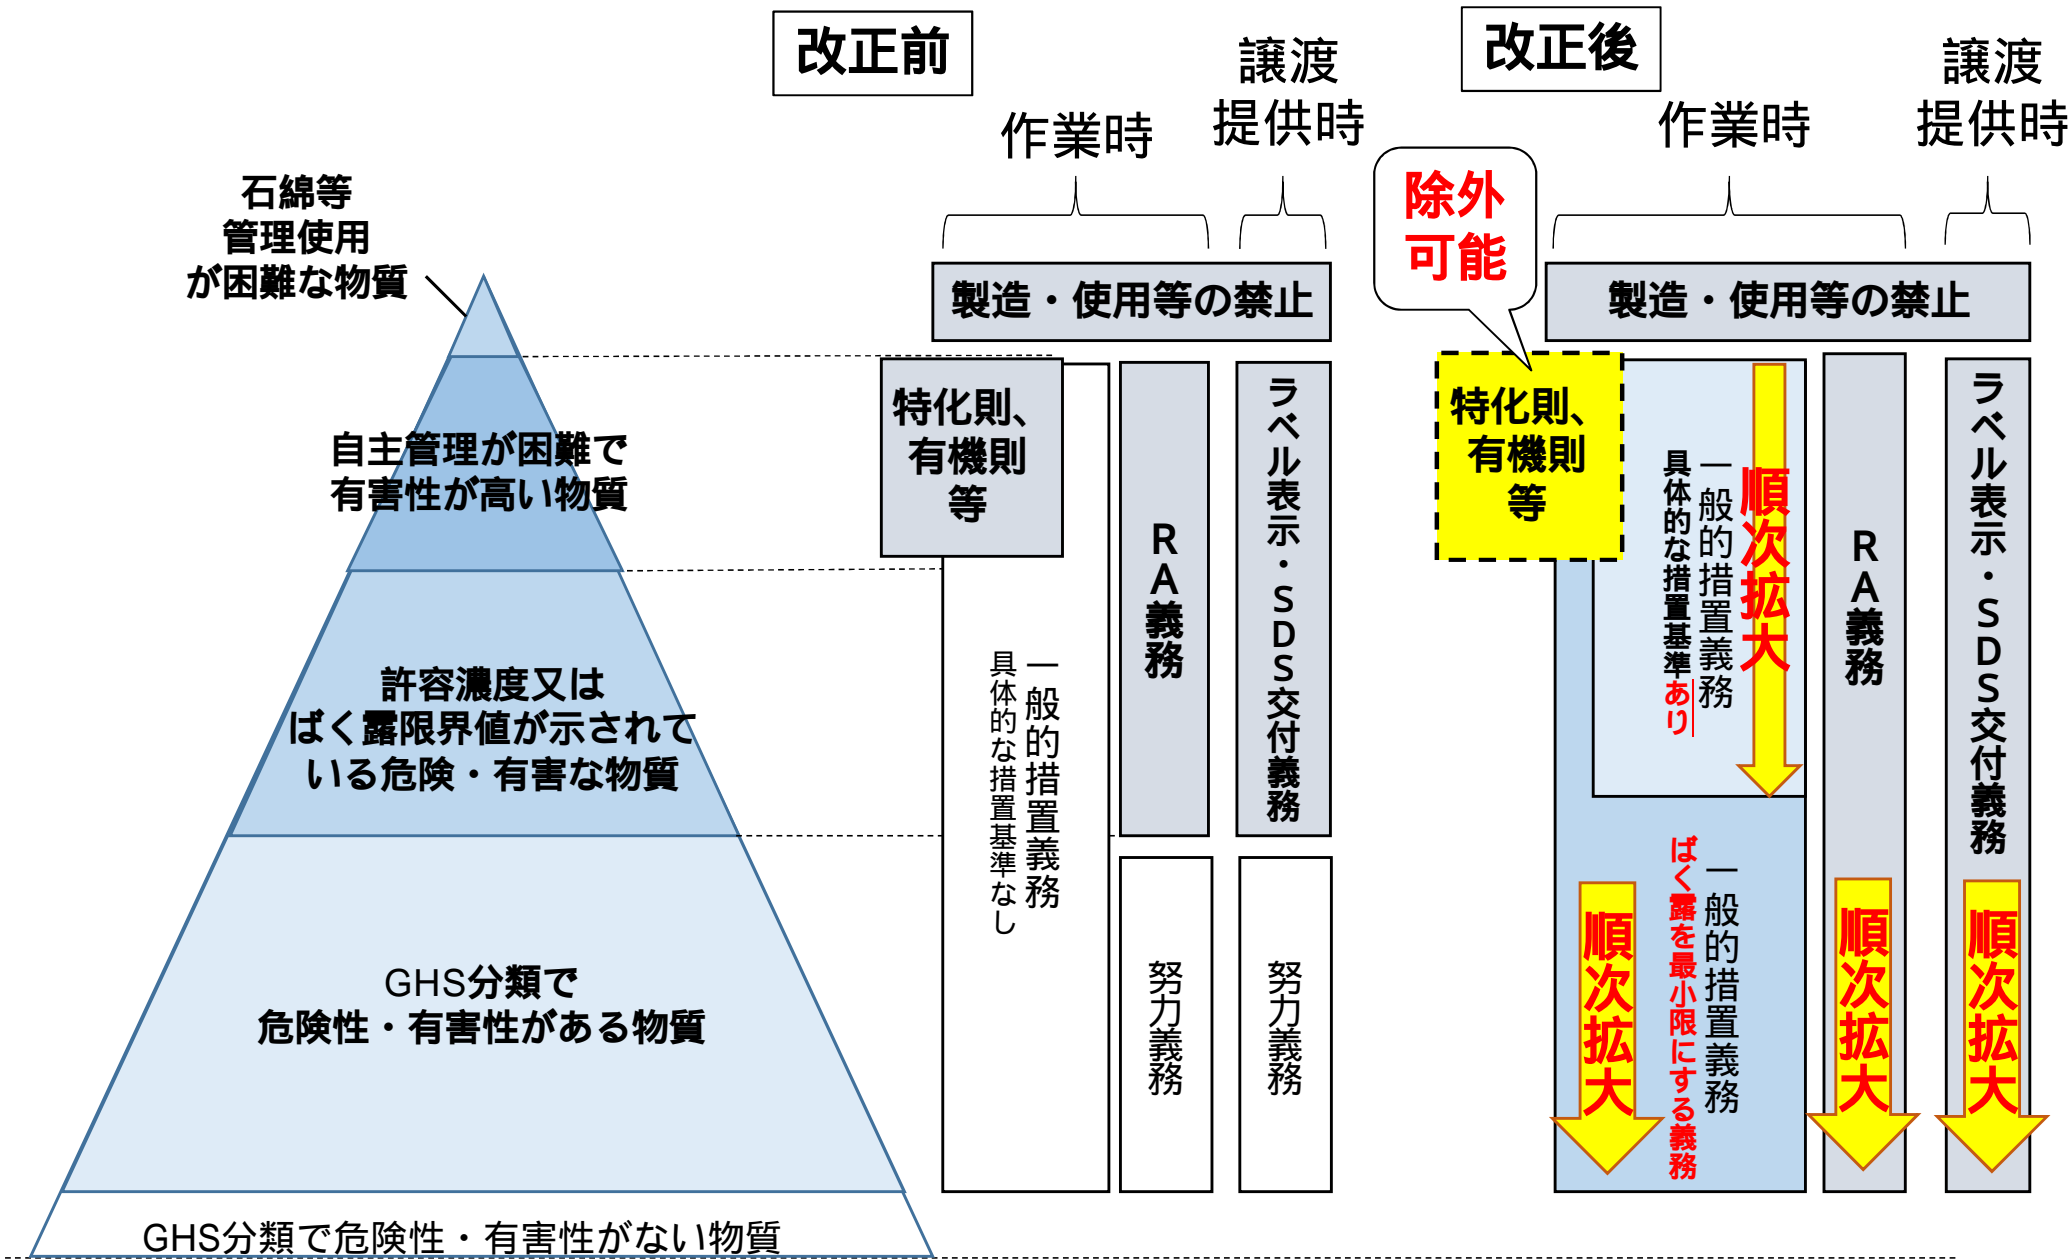 改正前
作業時
譲渡
提供時
改正後
作業時
譲渡
提供時
除外
可能
石綿等
管理使用
が困難な物質
自主管理が困難で
有害性が高い物質
許容濃度又は
ばく露限界値が示されて
いる危険・有害な物質
GHS分類で
危険性・有害性がある物質
GHS分類で危険性・有害性がない物質
製造・使用等の禁止
特化則、
有機則
等
一般的措置義務
具体的な措置基準なし
RA義務
努力義務
ラベル表示・SDS交付義務
努力義務
製造・使用等の禁止
特化則、
有機則
等
順次拡大
一般的措置義務
具体的な措置基準あり
一般的措置義務
ばく露を最小限にする義務
順次拡大
RA義務
順次拡大
ラベル表示・SDS交付義務
順次拡大